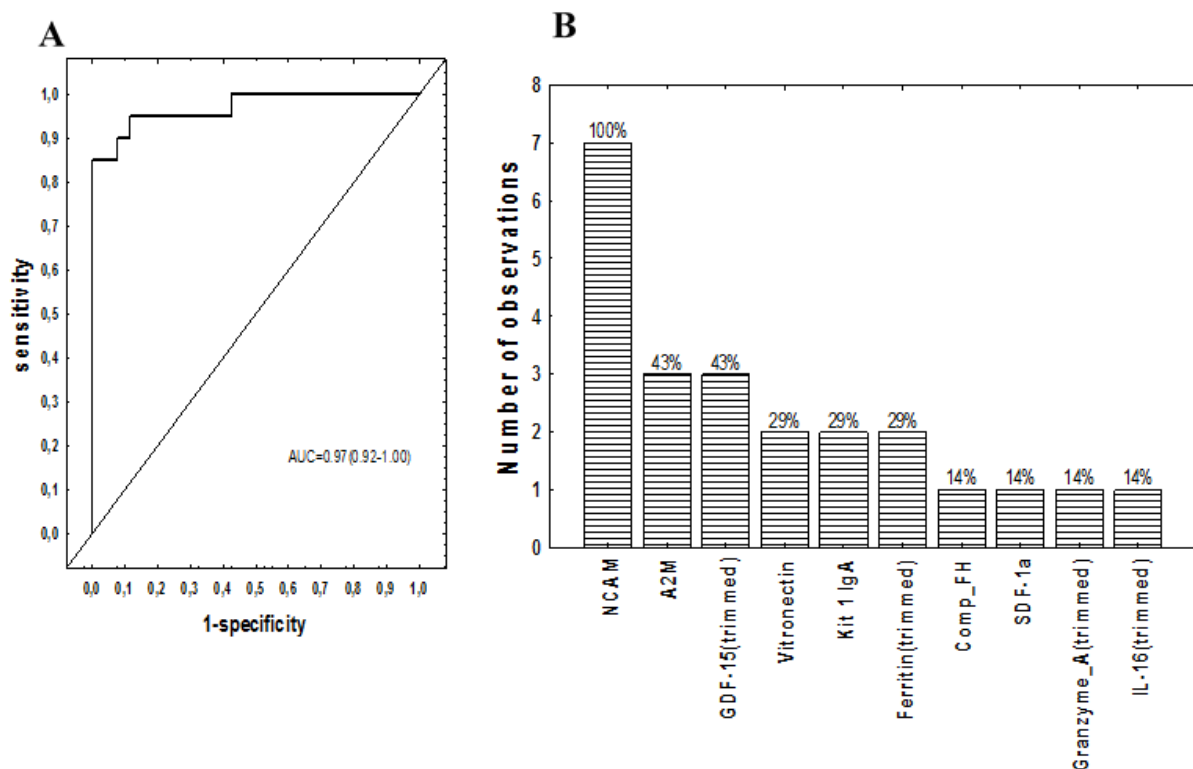 A
1,0
0,9
0,8
0,7
0,6
0,5
0,4
0,3
0,2
0,1
0,0
sensitivity
AUC=0.97(0.92-1.00)
0,0 0,1 0,2 0,3 0,4 0,5 0,6 0,7 0,8 0,9 1,0
1-specificity
B
8
7
6
5
4
3
2
1
0
Number of observations
100%
43%
43%
29%
29%
29%
14%
14%
14%
14%
NCAM
A2M
GDF-15(trimmed)
Vitronectin
Kit 1 IgA
Ferritin(trimmed)
Comp_FH
SDF-1a
Granzyme_A(trimmed)
IL-16(trimmed)